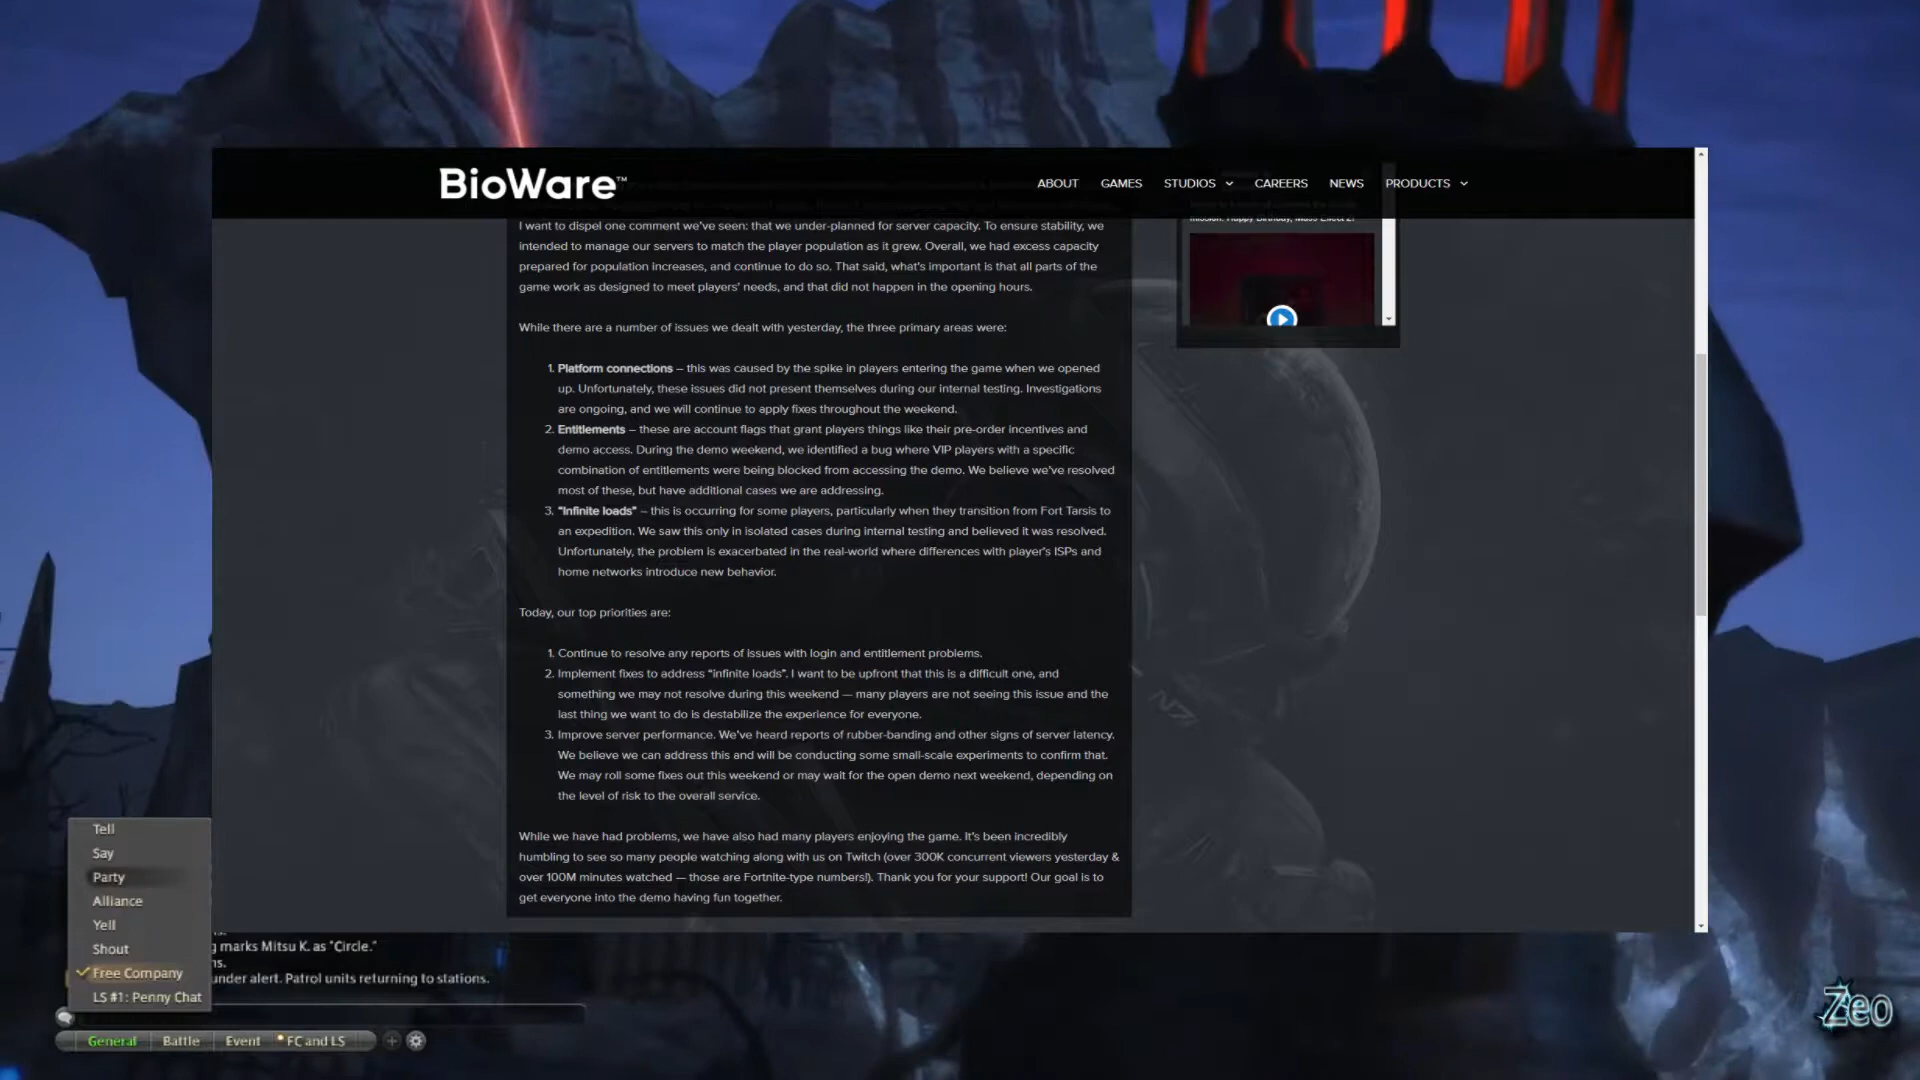 BioWare™
ABOUT GAMES STUDIOS CAREERS NEWS PRODUCTS
Mission. Happy Birthday, Mass Effect 2!
I want to dispel one comment we've seen: that we under-planned for server capacity. To ensure stability, we
intended to manage our servers to match the player population as it grew. Overall, we had excess capacity
prepared for population increases, and continue to do so. That said, what's important is that all parts of the
game work as designed to meet players' needs, and that did not happen in the opening hours.
While there are a number of issues we dealt with yesterday, the three primary areas were:
1. Platform connections – this was caused by the spike in players entering the game when we opened
up. Unfortunately, these issues did not present themselves during our internal testing. Investigations
are ongoing, and we will continue to apply fixes throughout the weekend.
2. Entitlements – these are account flags that grant players things like their pre-order incentives and
demo access. During the demo weekend, we identified a bug where VIP players with a specific
combination of entitlements were being blocked from accessing the demo. We believe we've resolved
most of these, but have additional cases we are addressing.
3. "Infinite loads" – this is occurring for some players, particularly when they transition from Fort Tarsis to
an expedition. We saw this only in isolated cases during internal testing and believed it was resolved.
Unfortunately, the problem is exacerbated in the real-world where differences with player's ISPs and
home networks introduce new behavior.
Today, our top priorities are:
1. Continue to resolve any reports of issues with login and entitlement problems.
2. Implement fixes to address "infinite loads". I want to be upfront that this is a difficult one, and
something we may not resolve during this weekend — many players are not seeing this issue and the
last thing we want to do is destabilize the experience for everyone.
3. Improve server performance. We've heard reports of rubber-banding and other signs of server latency.
We believe we can address this and will be conducting some small-scale experiments to confirm that.
We may roll some fixes out this weekend or may wait for the open demo next weekend, depending on
the level of risk to the overall service.
While we have had problems, we have also had many players enjoying the game. It's been incredibly
humbling to see so many people watching along with us on Twitch (over 300K concurrent viewers yesterday &
over 100M minutes watched — those are Fortnite-type numbers!). Thank you for your support! Our goal is to
get everyone into the demo having fun together.
N7
Tell
Say
Party
Alliance
Yell
Shout
Free Company
LS #1: Penny Chat
g marks Mitsu K. as "Circle."
ns.
under alert. Patrol units returning to stations.
General Battle Event FC and LS
Zeo